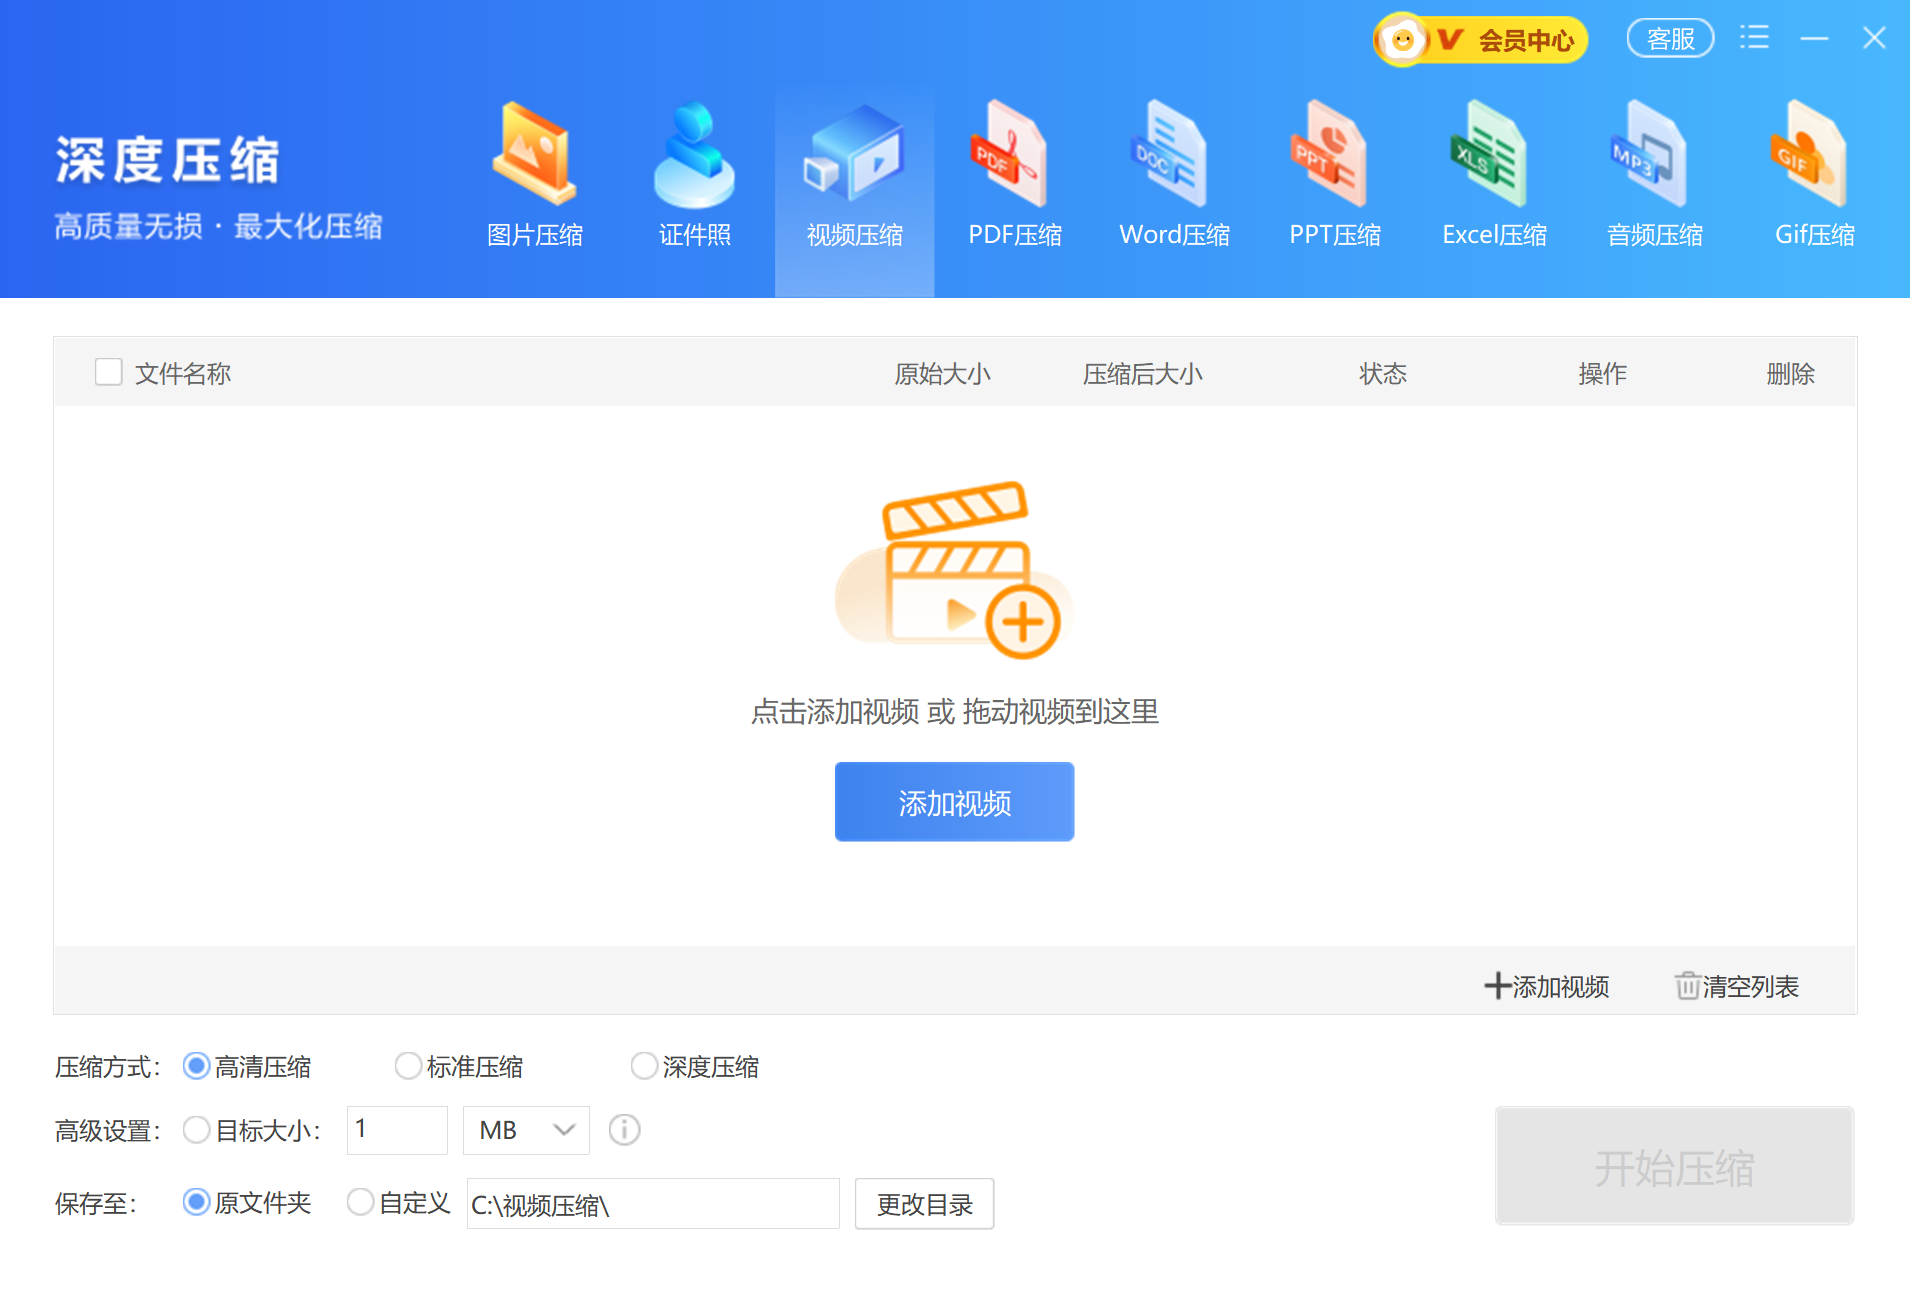 V 会员中心
客服
深度压缩
高质量无损 · 最大化压缩
图片压缩
证件照
视频压缩
PDF
PDF压缩
DOC
Word压缩
PPT
PPT压缩
XLS
Excel压缩
MP3
音频压缩
GIF
Gif压缩
文件名称 原始大小 压缩后大小 状态 操作 删除
点击添加视频 或 拖动视频到这里
添加视频
添加视频 清空列表
压缩方式: 高清压缩 标准压缩 深度压缩
高级设置: 目标大小: 1 MB
开始压缩
保存至: 原文件夹 自定义 C:\视频压缩\ 更改目录